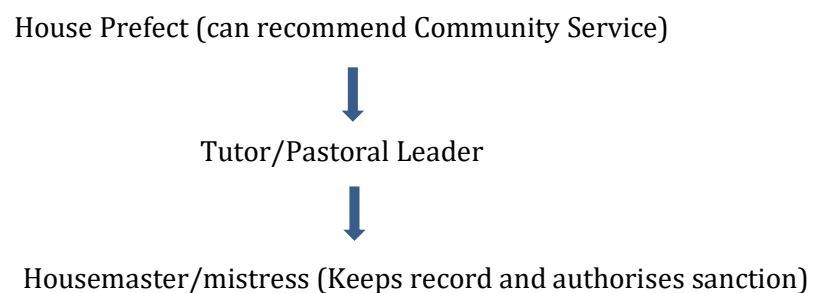 House Prefect (can recommend Community Service)
Tutor/Pastoral Leader
Housemaster/mistress (Keeps record and authorises sanction)